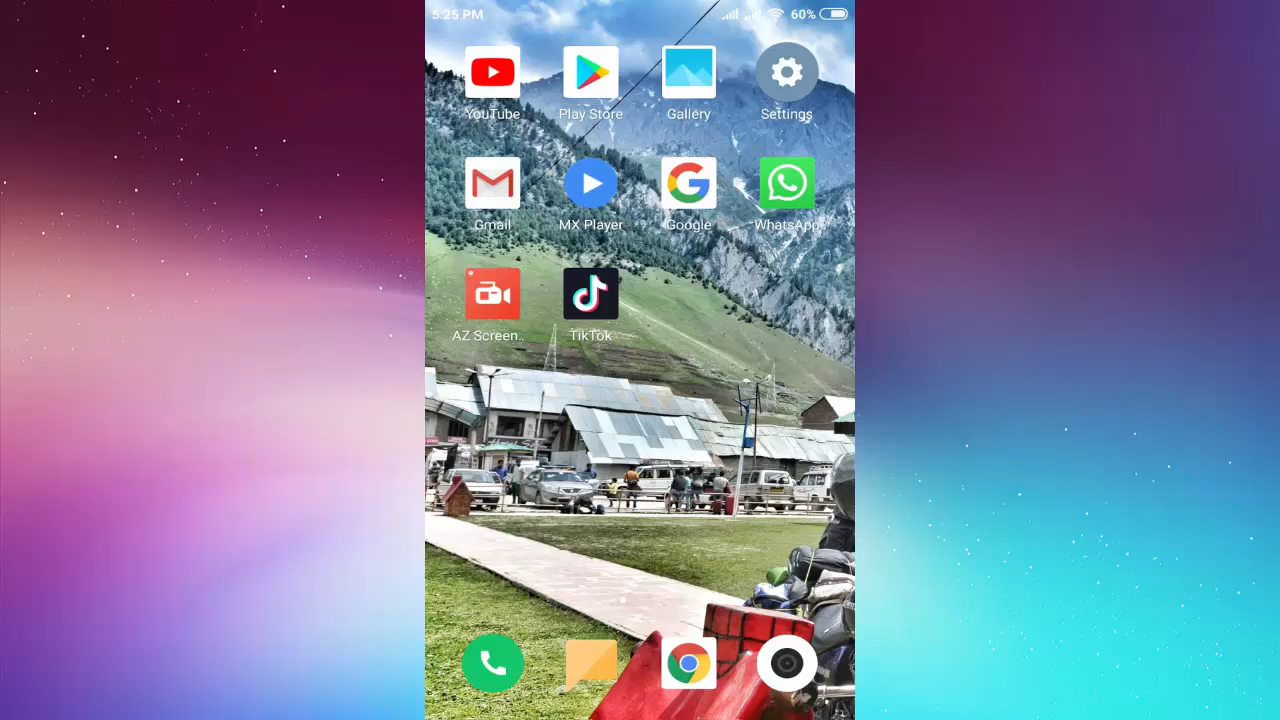 5:25 PM 60%
YouTube Play Store Gallery Settings
Gmail MX Player Google WhatsApp
AZ Screen.. TikTok